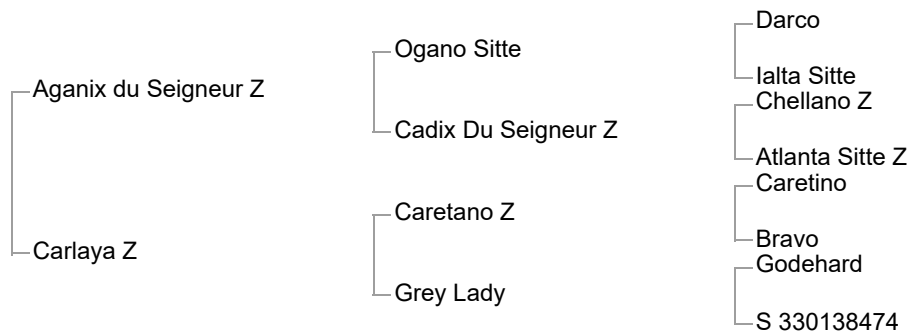 Darco
Ogano Sitte
Ialta Sitte
Aganix du Seigneur Z
Chellano Z
Cadix Du Seigneur Z
Atlanta Sitte Z
Caretino
Caretano Z
Bravo
Carlaya Z
Godehard
Grey Lady
S 330138474